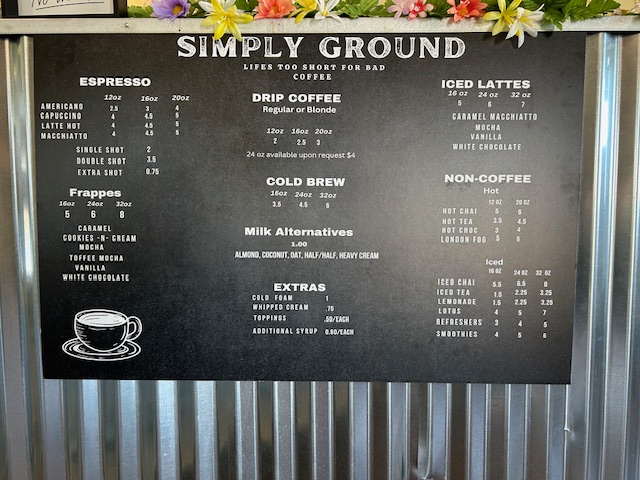 SIMPLY GROUND
LIFES TOO SHORT FOR BAD
COFFEE
ESPRESSO
12oz 16oz 20oz
AMERICANO 2.5 3 4
CAPUCCINO 4 4.5 5
LATTE HOT 4 4.5 5
MACCHIATTO 4 4.5 5
SINGLE SHOT 2
DOUBLE SHOT 3.5
EXTRA SHOT 0.75
Frappes
16oz 24oz 32oz
5 6 8
CARAMEL
COOKIES -N- CREAM
MOCHA
TOFFEE MOCHA
VANILLA
WHITE CHOCOLATE
DRIP COFFEE
Regular or Blonde
12oz 16oz 20oz
2 2.5 3
24 oz available upon request $4
COLD BREW
16oz 24oz 32oz
3.5 4.5 6
Milk Alternatives
1.00
ALMOND, COCONUT, OAT, HALF/HALF, HEAVY CREAM
EXTRAS
COLD FOAM 1
WHIPPED CREAM .75
TOPPINGS .50/EACH
ADDITIONAL SYRUP 0.60/EACH
ICED LATTES
16 oz 24 oz 32 oz
5 6 7
CARAMEL MACCHIATTO
MOCHA
VANILLA
WHITE CHOCOLATE
NON-COFFEE
Hot
12 OZ 20 OZ
HOT CHAI 5 6
HOT TEA 3.5 4.5
HOT CHOC 3 4
LONDON FOG 5 6
Iced
16 OZ 24 OZ 32 OZ
ICED CHAI 5.5 6.5 8
ICED TEA 1.5 2.25 3.25
LEMONADE 1.5 2.25 3.25
LOTUS 4 5 7
REFRESHERS 3 4 5
SMOOTHIES 4 5 6